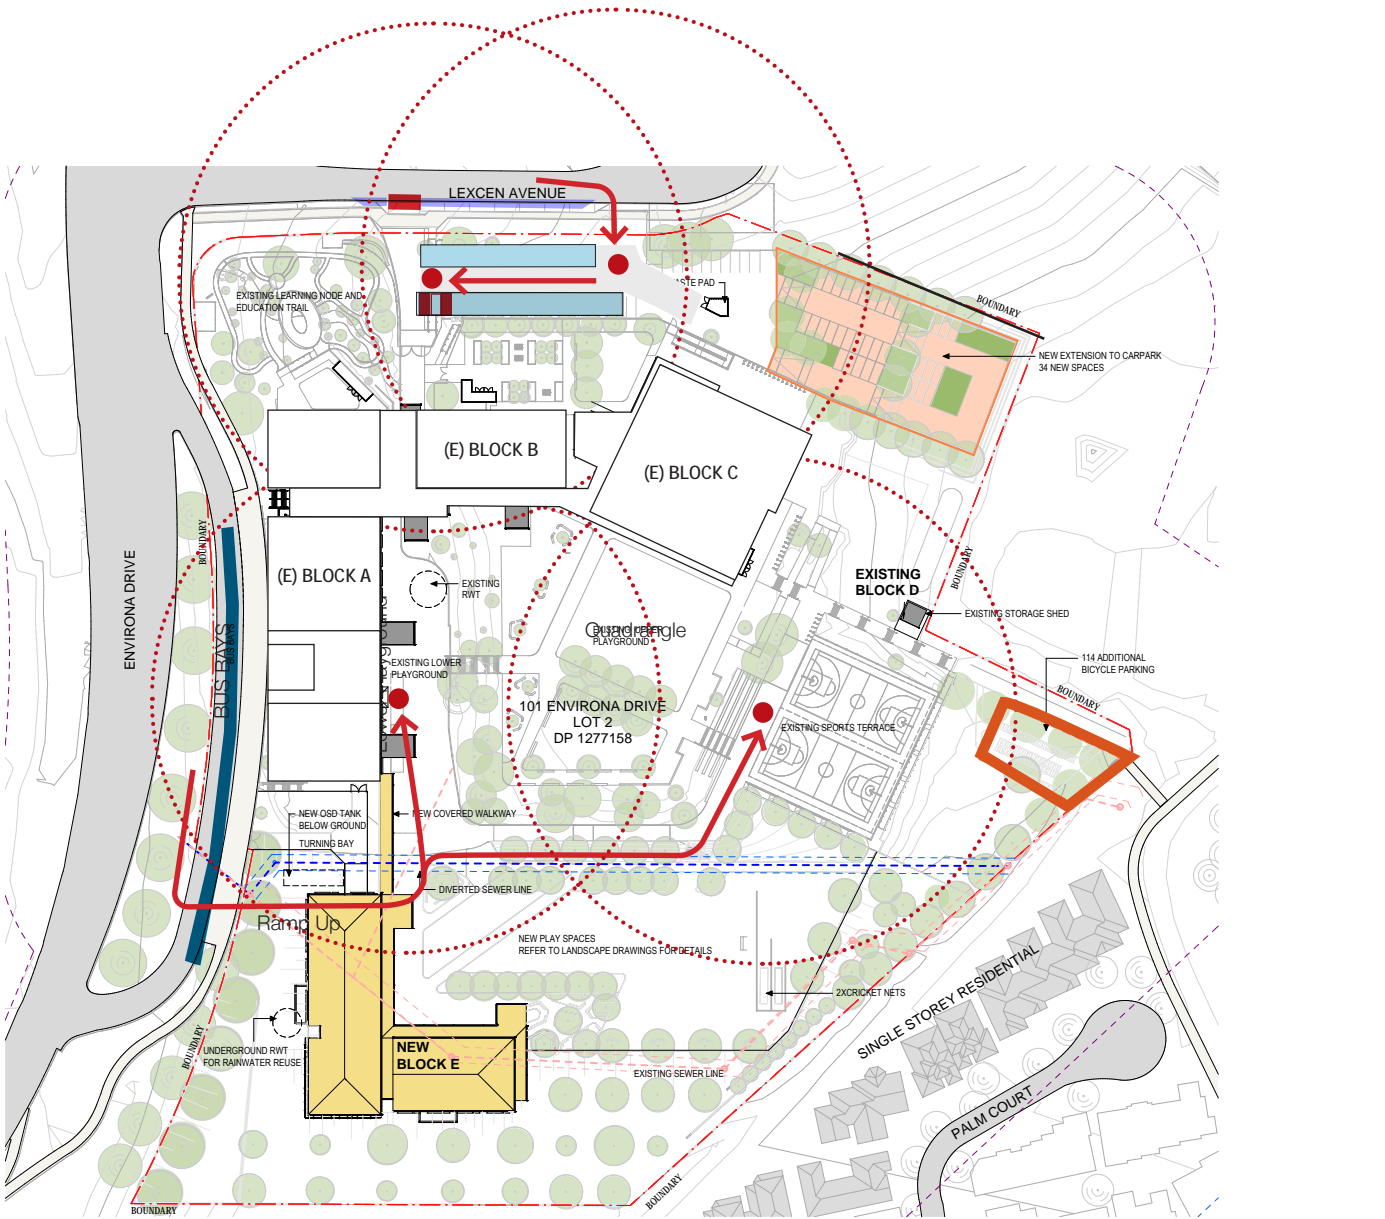 LEXCEN AVENUE
EXISTING LEARNING NODE AND
EDUCATION TRAIL
ASTE PAD
BOUNDARY
NEW EXTENSION TO CARPARK
34 NEW SPACES
(E) BLOCK B
(E) BLOCK C
BOUNDARY
ENVIRONA DRIVE
(E) BLOCK A
EXISTING
RWT
EXISTING
BLOCK D
BOUNDARY
EXISTING STORAGE SHED
Quadrangle
PLAYGROUND
BUS BAYS
BUS BAYS
EXISTING LOWER
PLAYGROUND
114 ADDITIONAL
BICYCLE PARKING
BOUNDARY
101 ENVIRONA DRIVE
LOT 2
DP 1277158
EXISTING SPORTS TERRACE
NEW OSD TANK
BELOW GROUND
NEW COVERED WALKWAY
TURNING BAY
DIVERTED SEWER LINE
Ramp Up
NEW PLAY SPACES
REFER TO LANDSCAPE DRAWINGS FOR DETAILS
2XCRICKET NETS
SINGLE STOREY RESIDENTIAL
BOUNDARY
UNDERGROUND RWT
FOR RAINWATER REUSE
NEW
BLOCK E
EXISTING SEWER LINE
PALM COURT
BOUNDARY
BOUNDARY